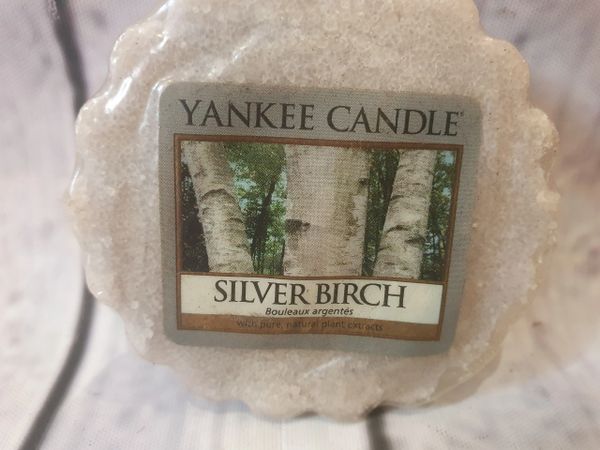 YANKEE CANDLE®
SILVER BIRCH
Bouleaux argentés
with pure, natural plant extracts